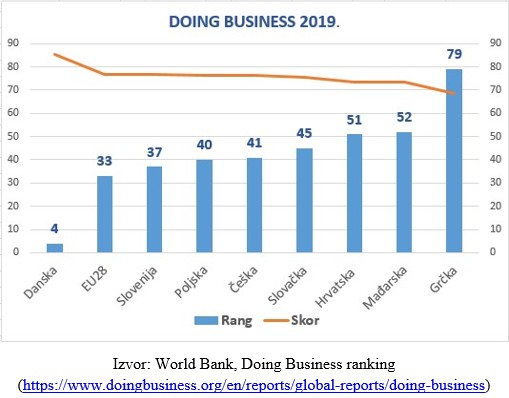 DOING BUSINESS 2019.
90 90
80 79 80
70 70
60 60
50 51 52 50
40 40 41 45 40
30 33 37 30
20 20
10 10
0 4 0
Danska EU28 Slovenija Poljska Češka Slovačka Hrvatska Mađarska Grčka
Rang Skor
Izvor: World Bank, Doing Business ranking
(https://www.doingbusiness.org/en/reports/global-reports/doing-business)